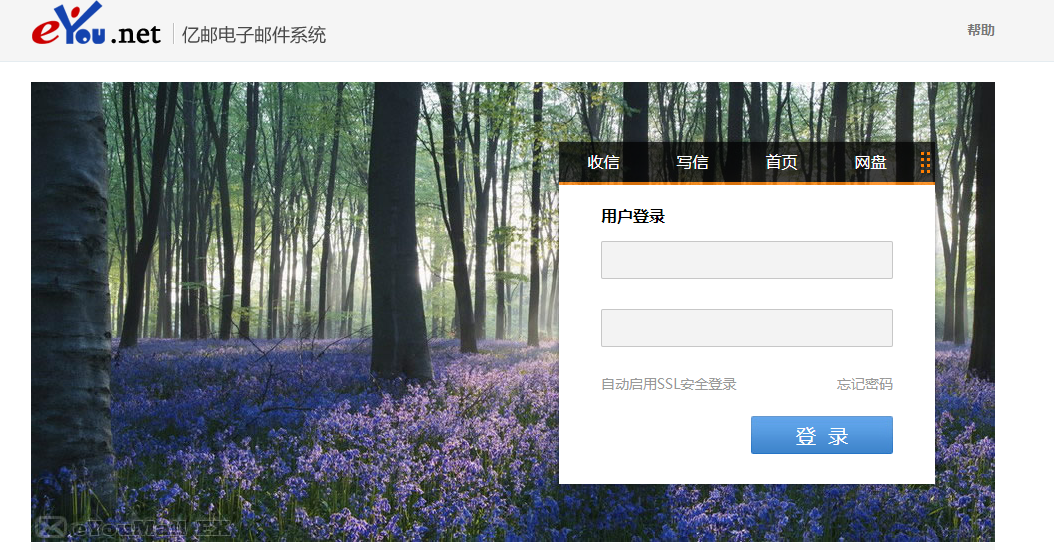 eYou.net 亿邮电子邮件系统
帮助
收信 写信 首页 网盘
用户登录
自动启用SSL安全登录 忘记密码
登 录